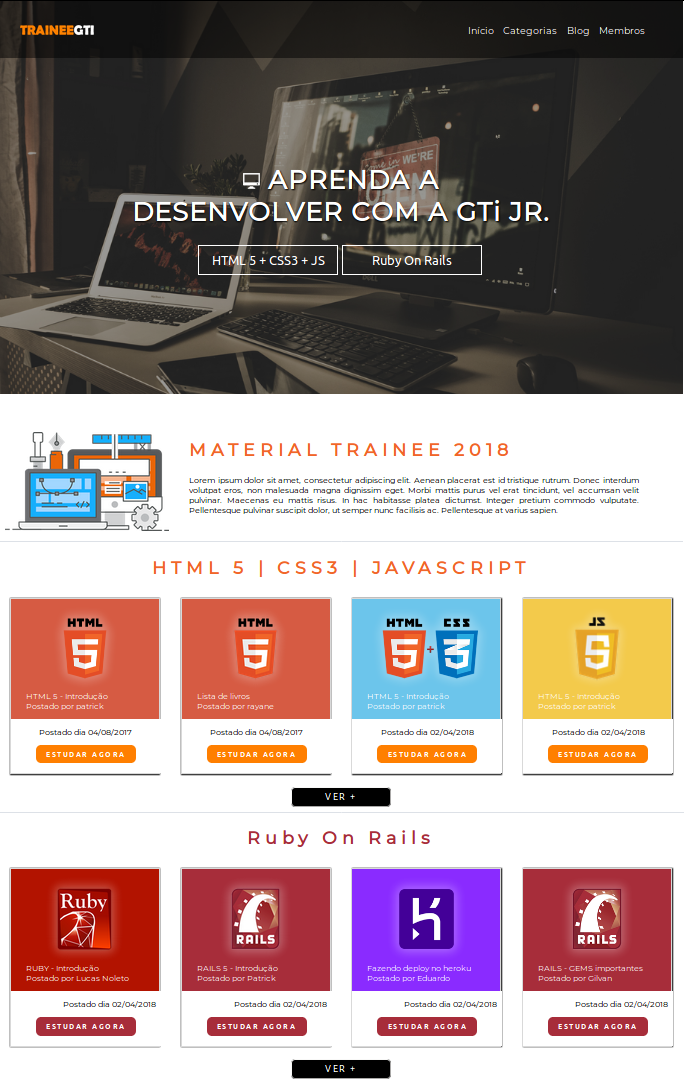 TRAINEEGTI
Início Categorias Blog Membros
Come in WE'RE
APRENDA A
DESENVOLVER COM A GTi JR.
HTML 5 + CSS3 + JS Ruby On Rails
MATERIAL TRAINEE 2018
Lorem ipsum dolor sit amet, consectetur adipiscing elit. Aenean placerat est id tristique rutrum. Donec interdum
volutpat eros, non malesuada magna dignissim eget. Morbi mattis purus vel erat tincidunt, vel accumsan velit
pulvinar. Maecenas eu mattis risus. In hac habitasse platea dictumst. Integer pretium commodo vulputate.
Pellentesque pulvinar suscipit dolor, ut semper nunc facilisis ac. Pellentesque at varius sapien.
HTML 5 | CSS3 | JAVASCRIPT
HTML
5
HTML 5 - Introdução
Postado por patrick
Postado dia 04/08/2017
ESTUDAR AGORA
HTML
5
Lista de livros
Postado por rayane
Postado dia 04/08/2017
ESTUDAR AGORA
HTML CSS
5 + 3
HTML 5 - Introdução
Postado por patrick
Postado dia 02/04/2018
ESTUDAR AGORA
JS
HTML 5 - Introdução
Postado por patrick
Postado dia 02/04/2018
ESTUDAR AGORA
VER +
Ruby On Rails
Ruby
RUBY - Introdução
Postado por Lucas Noleto
Postado dia 02/04/2018
ESTUDAR AGORA
RAILS
RAILS 5 - Introdução
Postado por Patrick
Postado dia 02/04/2018
ESTUDAR AGORA
Fazendo deploy no heroku
Postado por Eduardo
Postado dia 02/04/2018
ESTUDAR AGORA
RAILS
RAILS - GEMS importantes
Postado por Gilvan
Postado dia 02/04/2018
ESTUDAR AGORA
VER +